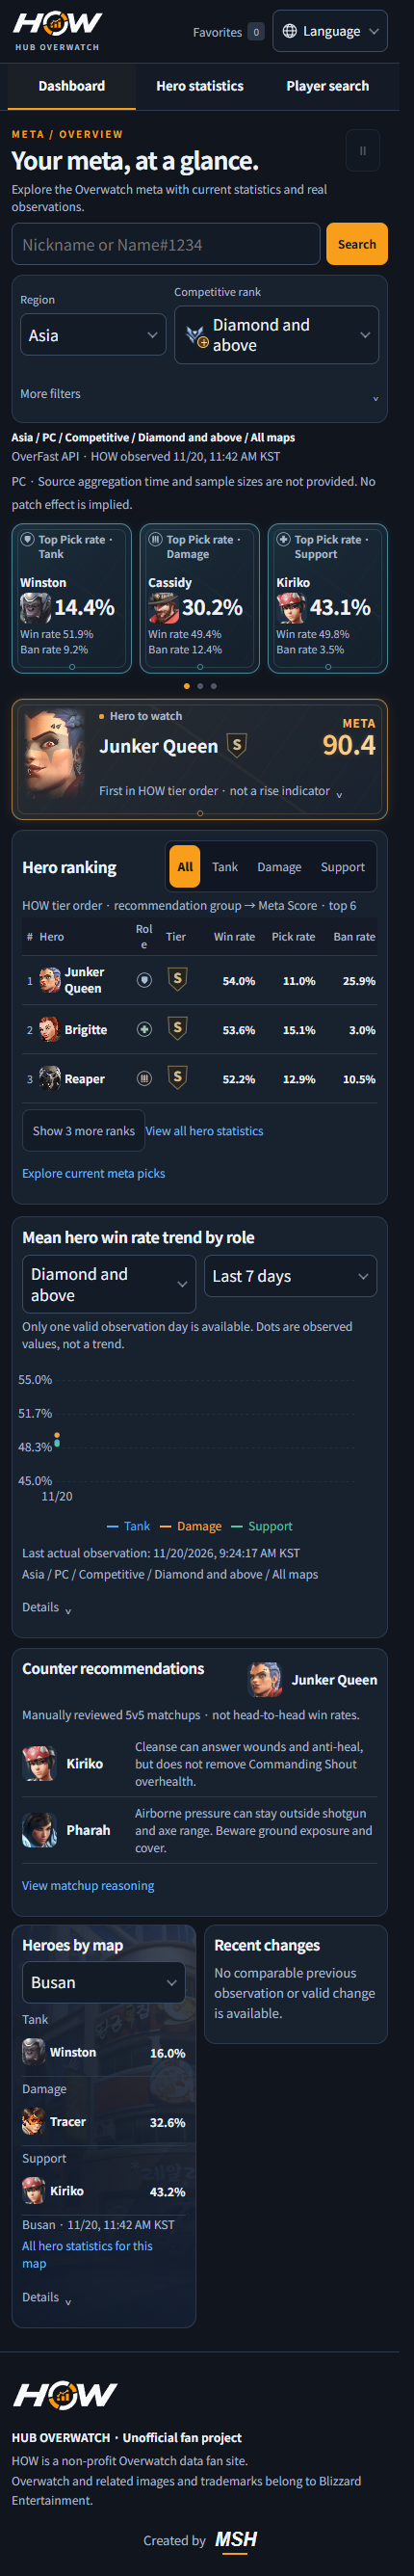 HOW
HUB OVERWATCH
Favorites 0
Language
Dashboard
Hero statistics
Player search
META / OVERVIEW
Your meta, at a glance.
Explore the Overwatch meta with current statistics and real
observations.
Nickname or Name#1234
Search
Region
Asia
Competitive rank
Diamond and
above
More filters
Asia / PC / Competitive / Diamond and above / All maps
OverFast API · HOW observed 11/20, 11:42 AM KST
PC · Source aggregation time and sample sizes are not provided. No
patch effect is implied.
Top Pick rate ·
Tank
Winston
14.4%
Win rate 51.9%
Ban rate 9.2%
Top Pick rate ·
Damage
Cassidy
30.2%
Win rate 49.4%
Ban rate 12.4%
Top Pick rate ·
Support
Kiriko
43.1%
Win rate 49.8%
Ban rate 3.5%
Hero to watch
Junker Queen S
META
90.4
First in HOW tier order · not a rise indicator
Hero ranking
All
Tank
Damage
Support
HOW tier order · recommendation group → Meta Score · top 6
# Hero Rol
e
Tier Win rate Pick rate Ban rate
1 Junker
Queen
S 54.0% 11.0% 25.9%
2 Brigitte S 53.6% 15.1% 3.0%
3 Reaper S 52.2% 12.9% 10.5%
Show 3 more ranks
View all hero statistics
Explore current meta picks
Mean hero win rate trend by role
Diamond and
above
Last 7 days
Only one valid observation day is available. Dots are observed
values, not a trend.
55.0%
51.7%
48.3%
45.0%
11/20
Tank Damage Support
Last actual observation: 11/20/2026, 9:24:17 AM KST
Asia / PC / Competitive / Diamond and above / All maps
Details
Counter recommendations
Junker Queen
Manually reviewed 5v5 matchups · not head-to-head win rates.
Kiriko
Cleanse can answer wounds and anti-heal,
but does not remove Commanding Shout
overhealth.
Pharah
Airborne pressure can stay outside shotgun
and axe range. Beware ground exposure and
cover.
View matchup reasoning
Heroes by map
Busan
Tank
Winston 16.0%
Damage
Tracer 32.6%
Support
Kiriko 43.2%
Busan · 11/20, 11:42 AM KST
All hero statistics for this
map
Details
Recent changes
No comparable previous
observation or valid change
is available.
HOW
HUB OVERWATCH · Unofficial fan project
HOW is a non-profit Overwatch data fan site.
Overwatch and related images and trademarks belong to Blizzard
Entertainment.
Created by MSH